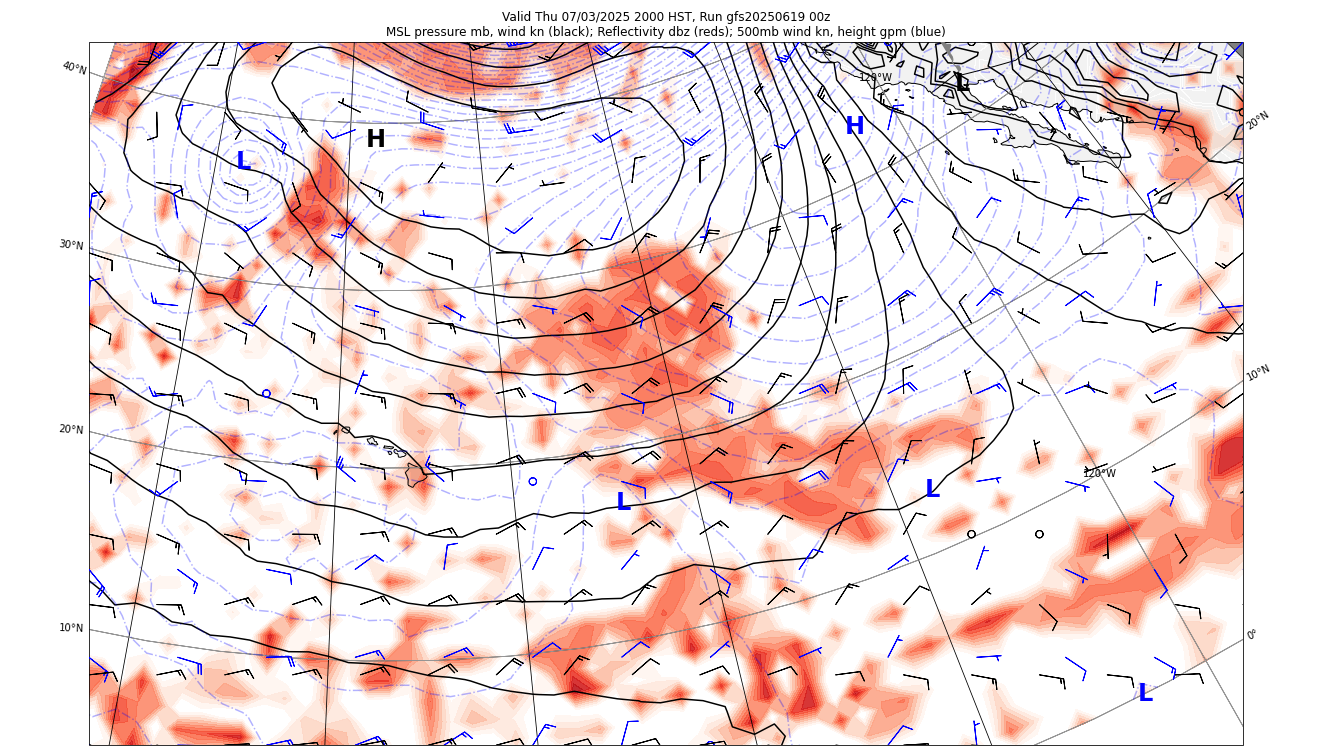 Valid Thu 07/03/2025 2000 HST, Run gfs20250619 00z
MSL pressure mb, wind kn (black); Reflectivity dbz (reds); 500mb wind kn, height gpm (blue)
40°N
120°W
L
H
20°N
H
L
30°N
10°N
20°N
120°W
L
L
10°N
0°
L